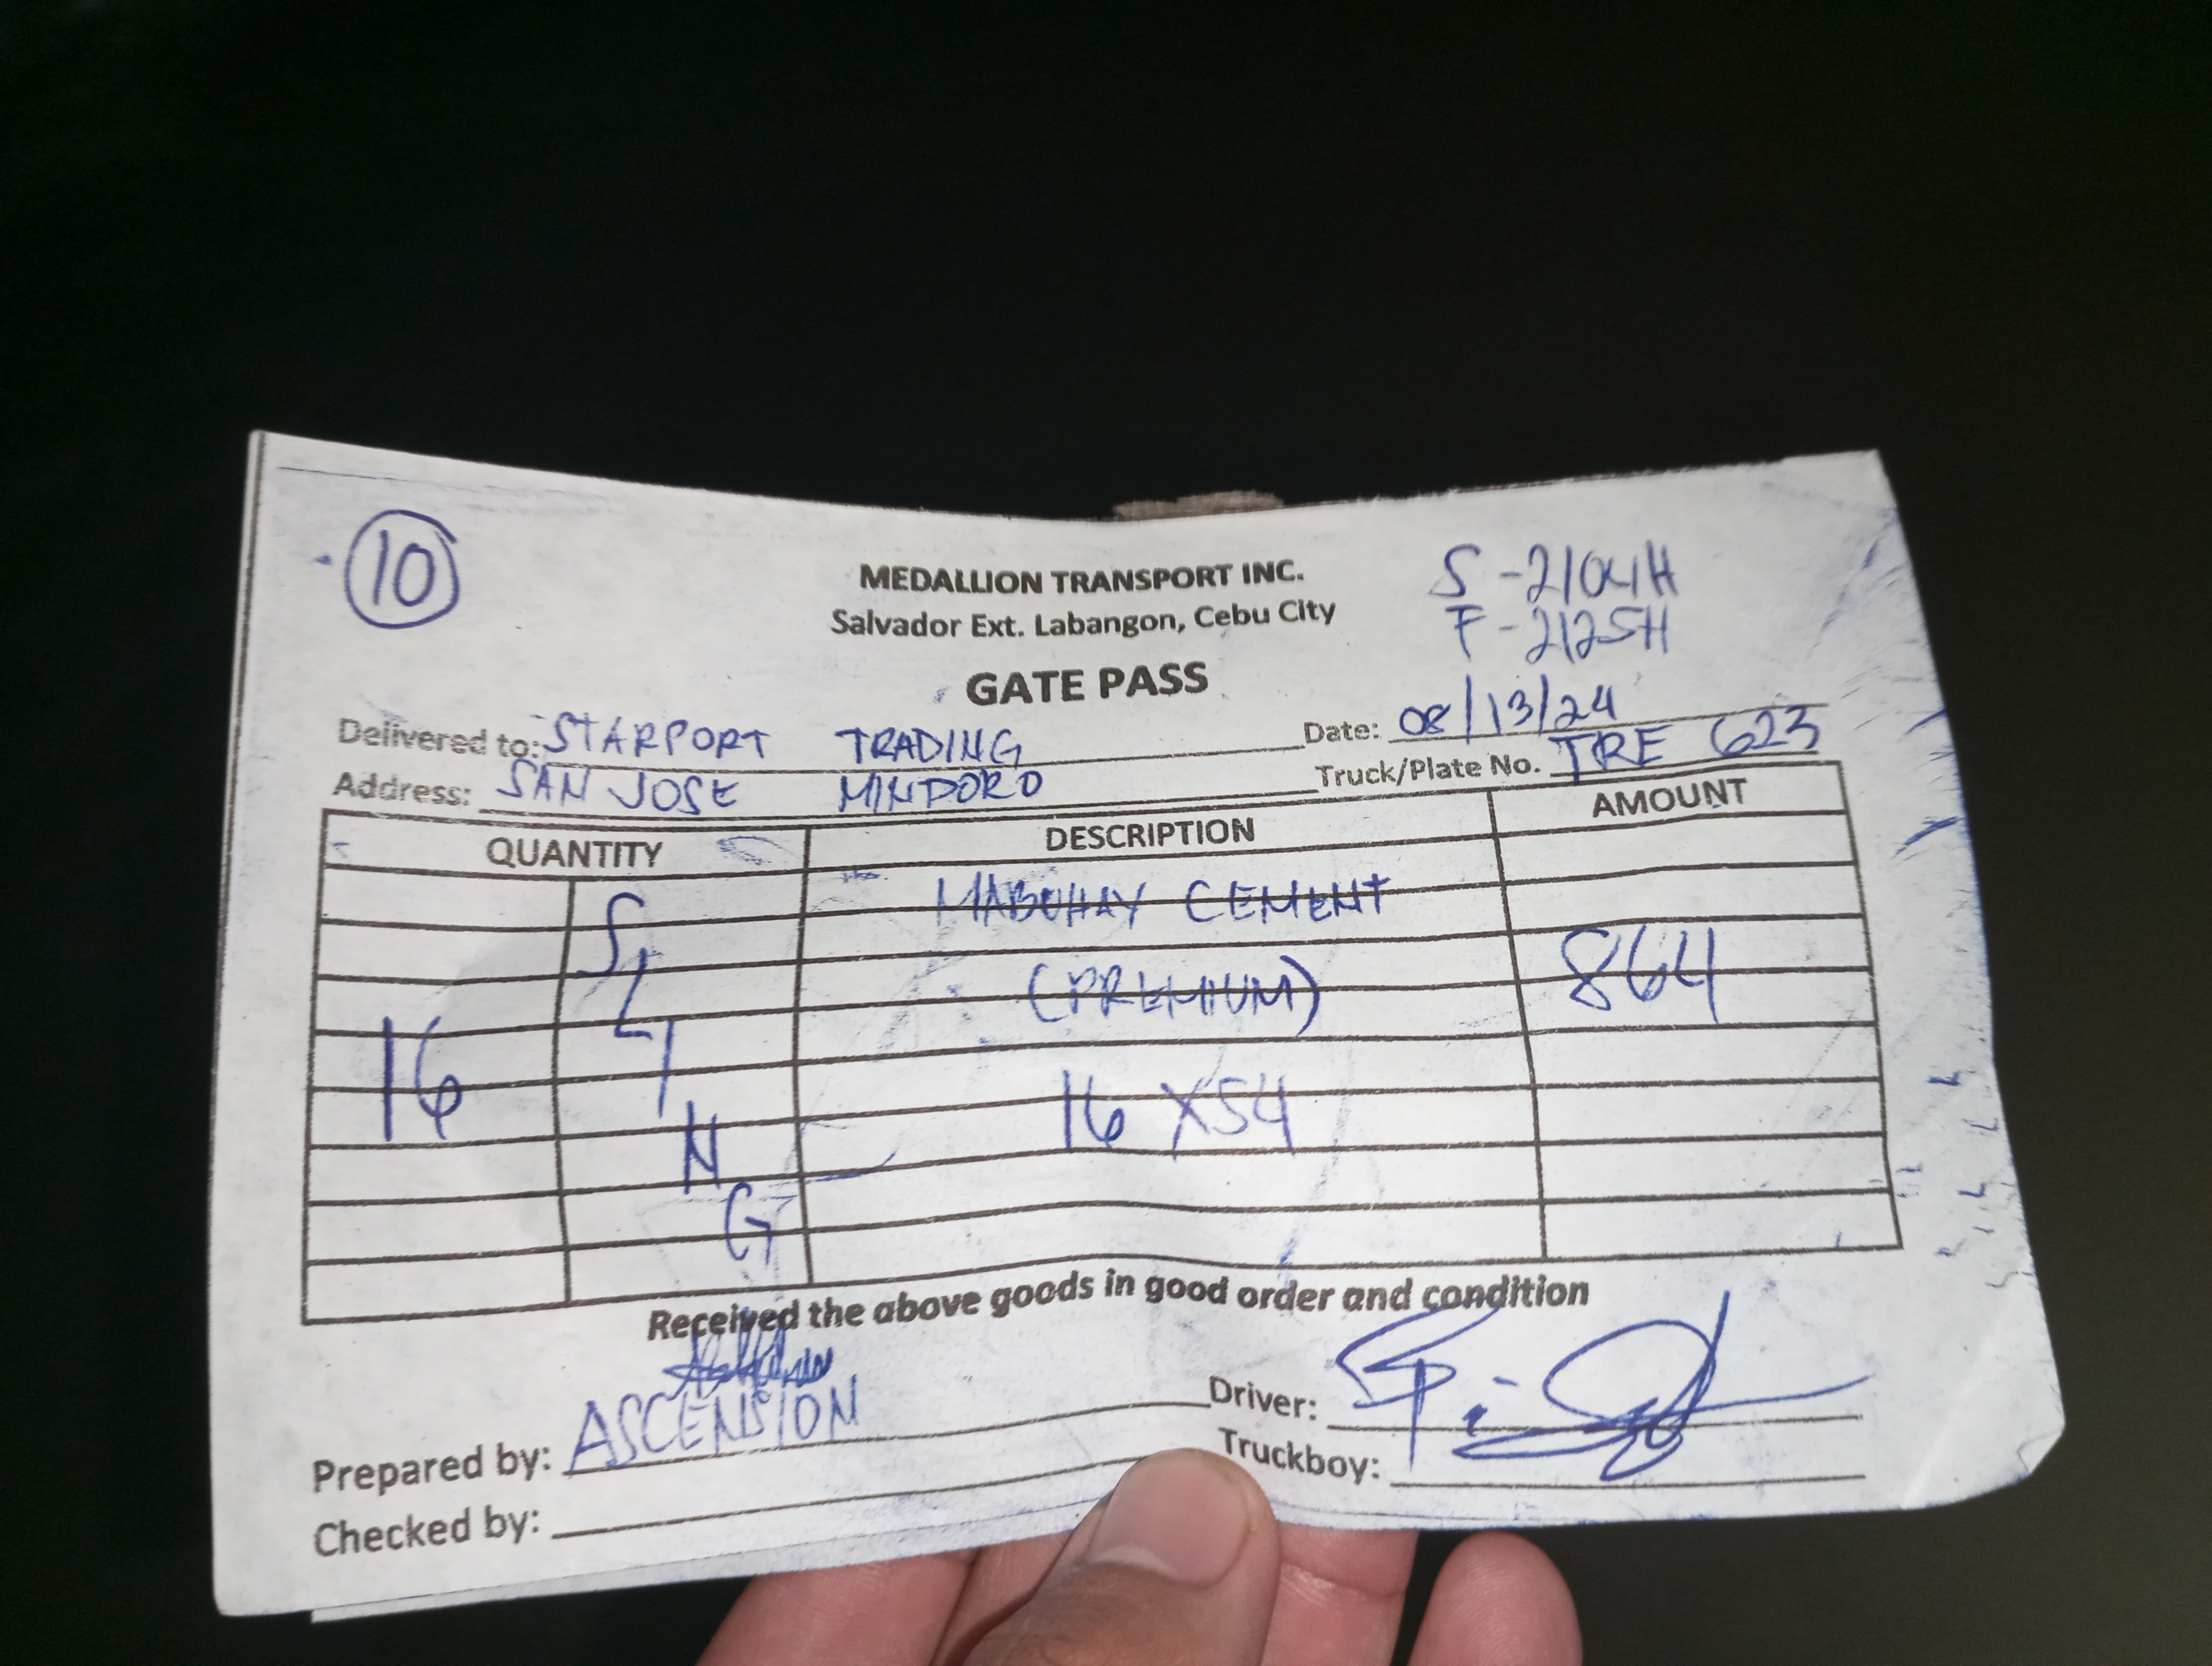 10
MEDALLION TRANSPORT INC.
Salvador Ext. Labangon, Cebu City
S - 2104H
F - 2125H
GATE PASS
Delivered to: STARPORT TRADING Date: 08/13/24
Address: SAN JOSE MINDORO Truck/Plate No. TRE 623
QUANTITY DESCRIPTION AMOUNT
16 SLING MABUHAY CEMENT
(PREMIUM) 864
16 X 54
Received the above goods in good order and condition
Prepared by: ASCENSION Driver:
Checked by: Truckboy: